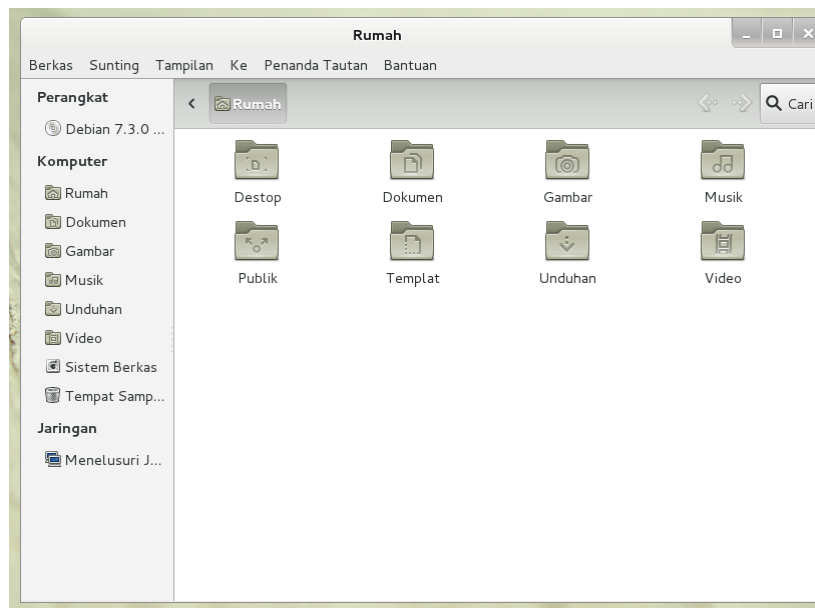 Rumah
Berkas Sunting Tampilan Ke Penanda Tautan Bantuan
Perangkat
Debian 7.3.0 ...
Komputer
Rumah
Dokumen
Gambar
Musik
Unduhan
Video
Sistem Berkas
Tempat Samp...
Jaringan
Menelusuri J...
Rumah
Cari
Destop Dokumen Gambar Musik
Publik Templat Unduhan Video